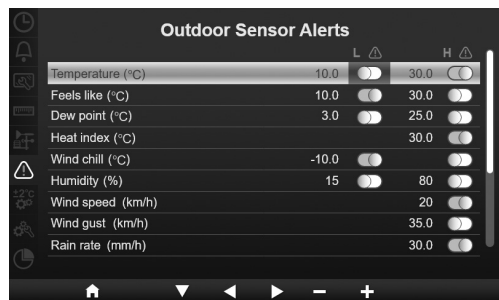 Outdoor Sensor Alerts
L H
Temperature (°C) 10.0 30.0
Feels like (°C) 10.0 30.0
Dew point (°C) 3.0 25.0
Heat index (°C) 30.0
Wind chill (°C) -10.0
Humidity (%) 15 80
Wind speed (km/h) 20
Wind gust (km/h) 35.0
±2°C
Rain rate (mm/h) 30.0